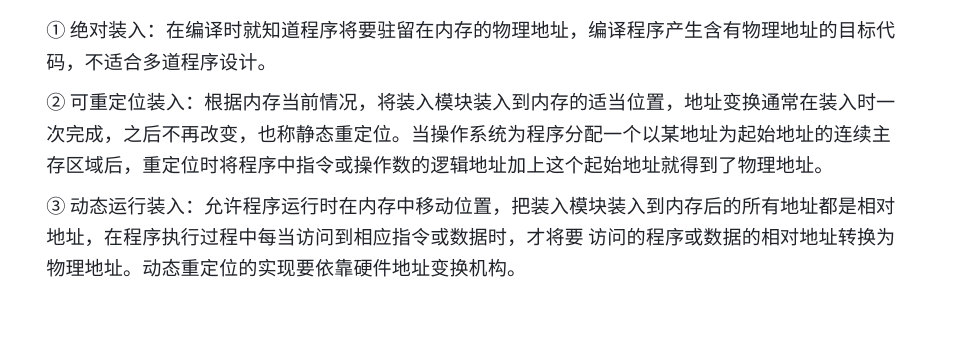 ① 绝对装入：在编译时就知道程序将要驻留在内存的物理地址，编译程序产生含有物理地址的目标代
码，不适合多道程序设计。
② 可重定位装入：根据内存当前情况，将装入模块装入到内存的适当位置，地址变换通常在装入时一
次完成，之后不再改变，也称静态重定位。当操作系统为程序分配一个以某地址为起始地址的连续主
存区域后，重定位时将程序中指令或操作数的逻辑地址加上这个起始地址就得到了物理地址。
③ 动态运行装入：允许程序运行时在内存中移动位置，把装入模块装入到内存后的所有地址都是相对
地址，在程序执行过程中每当访问到相应指令或数据时，才将要 访问的程序或数据的相对地址转换为
物理地址。动态重定位的实现要依靠硬件地址变换机构。